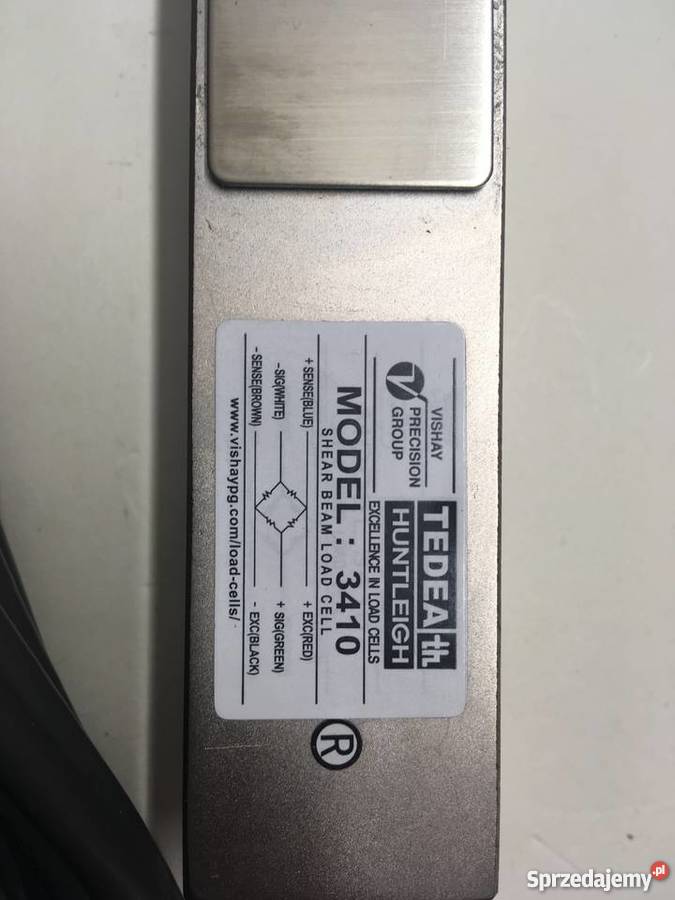 VISHAY
PRECISION
GROUP
TEDEA th
HUNTLEIGH
EXCELLENCE IN LOAD CELLS
MODEL : 3410
SHEAR BEAM LOAD CELL
+ SENSE(BLUE) + EXC(RED)
-SIG(WHITE) + SIG(GREEN)
- SENSE(BROWN) - EXC(BLACK)
www.vishaypg.com/load-cells/
R
Sprzedajemy.pl